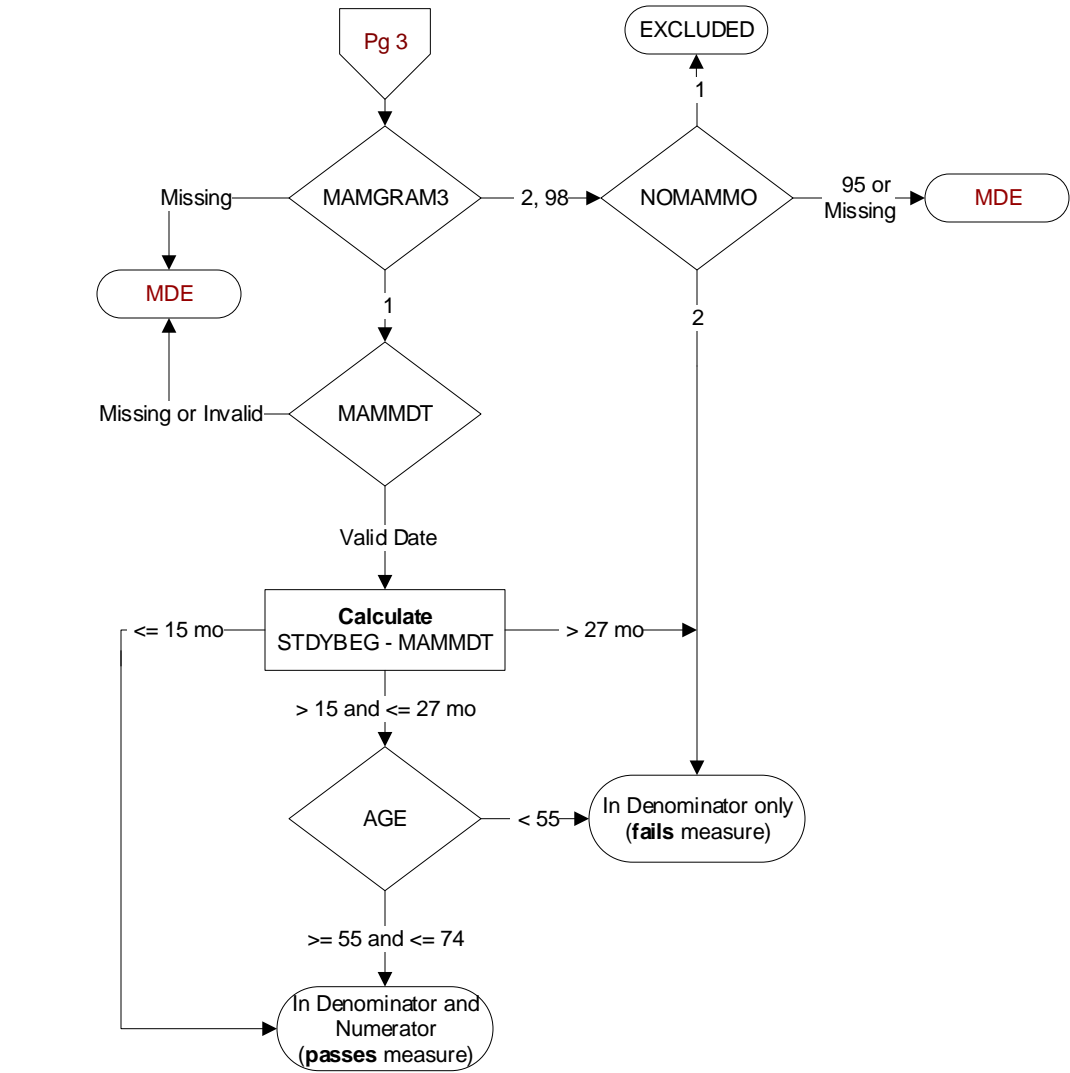 Pg 3
EXCLUDED
1
MAMGRAM3
Missing
2, 98
NOMAMMO
95 or
Missing
MDE
MDE
1
2
MAMMDT
Missing or Invalid
Valid Date
Calculate
STDYBEG - MAMMDT
<= 15 mo
> 27 mo
> 15 and <= 27 mo
AGE
< 55
In Denominator only
(fails measure)
>= 55 and <= 74
In Denominator and
Numerator
(passes measure)